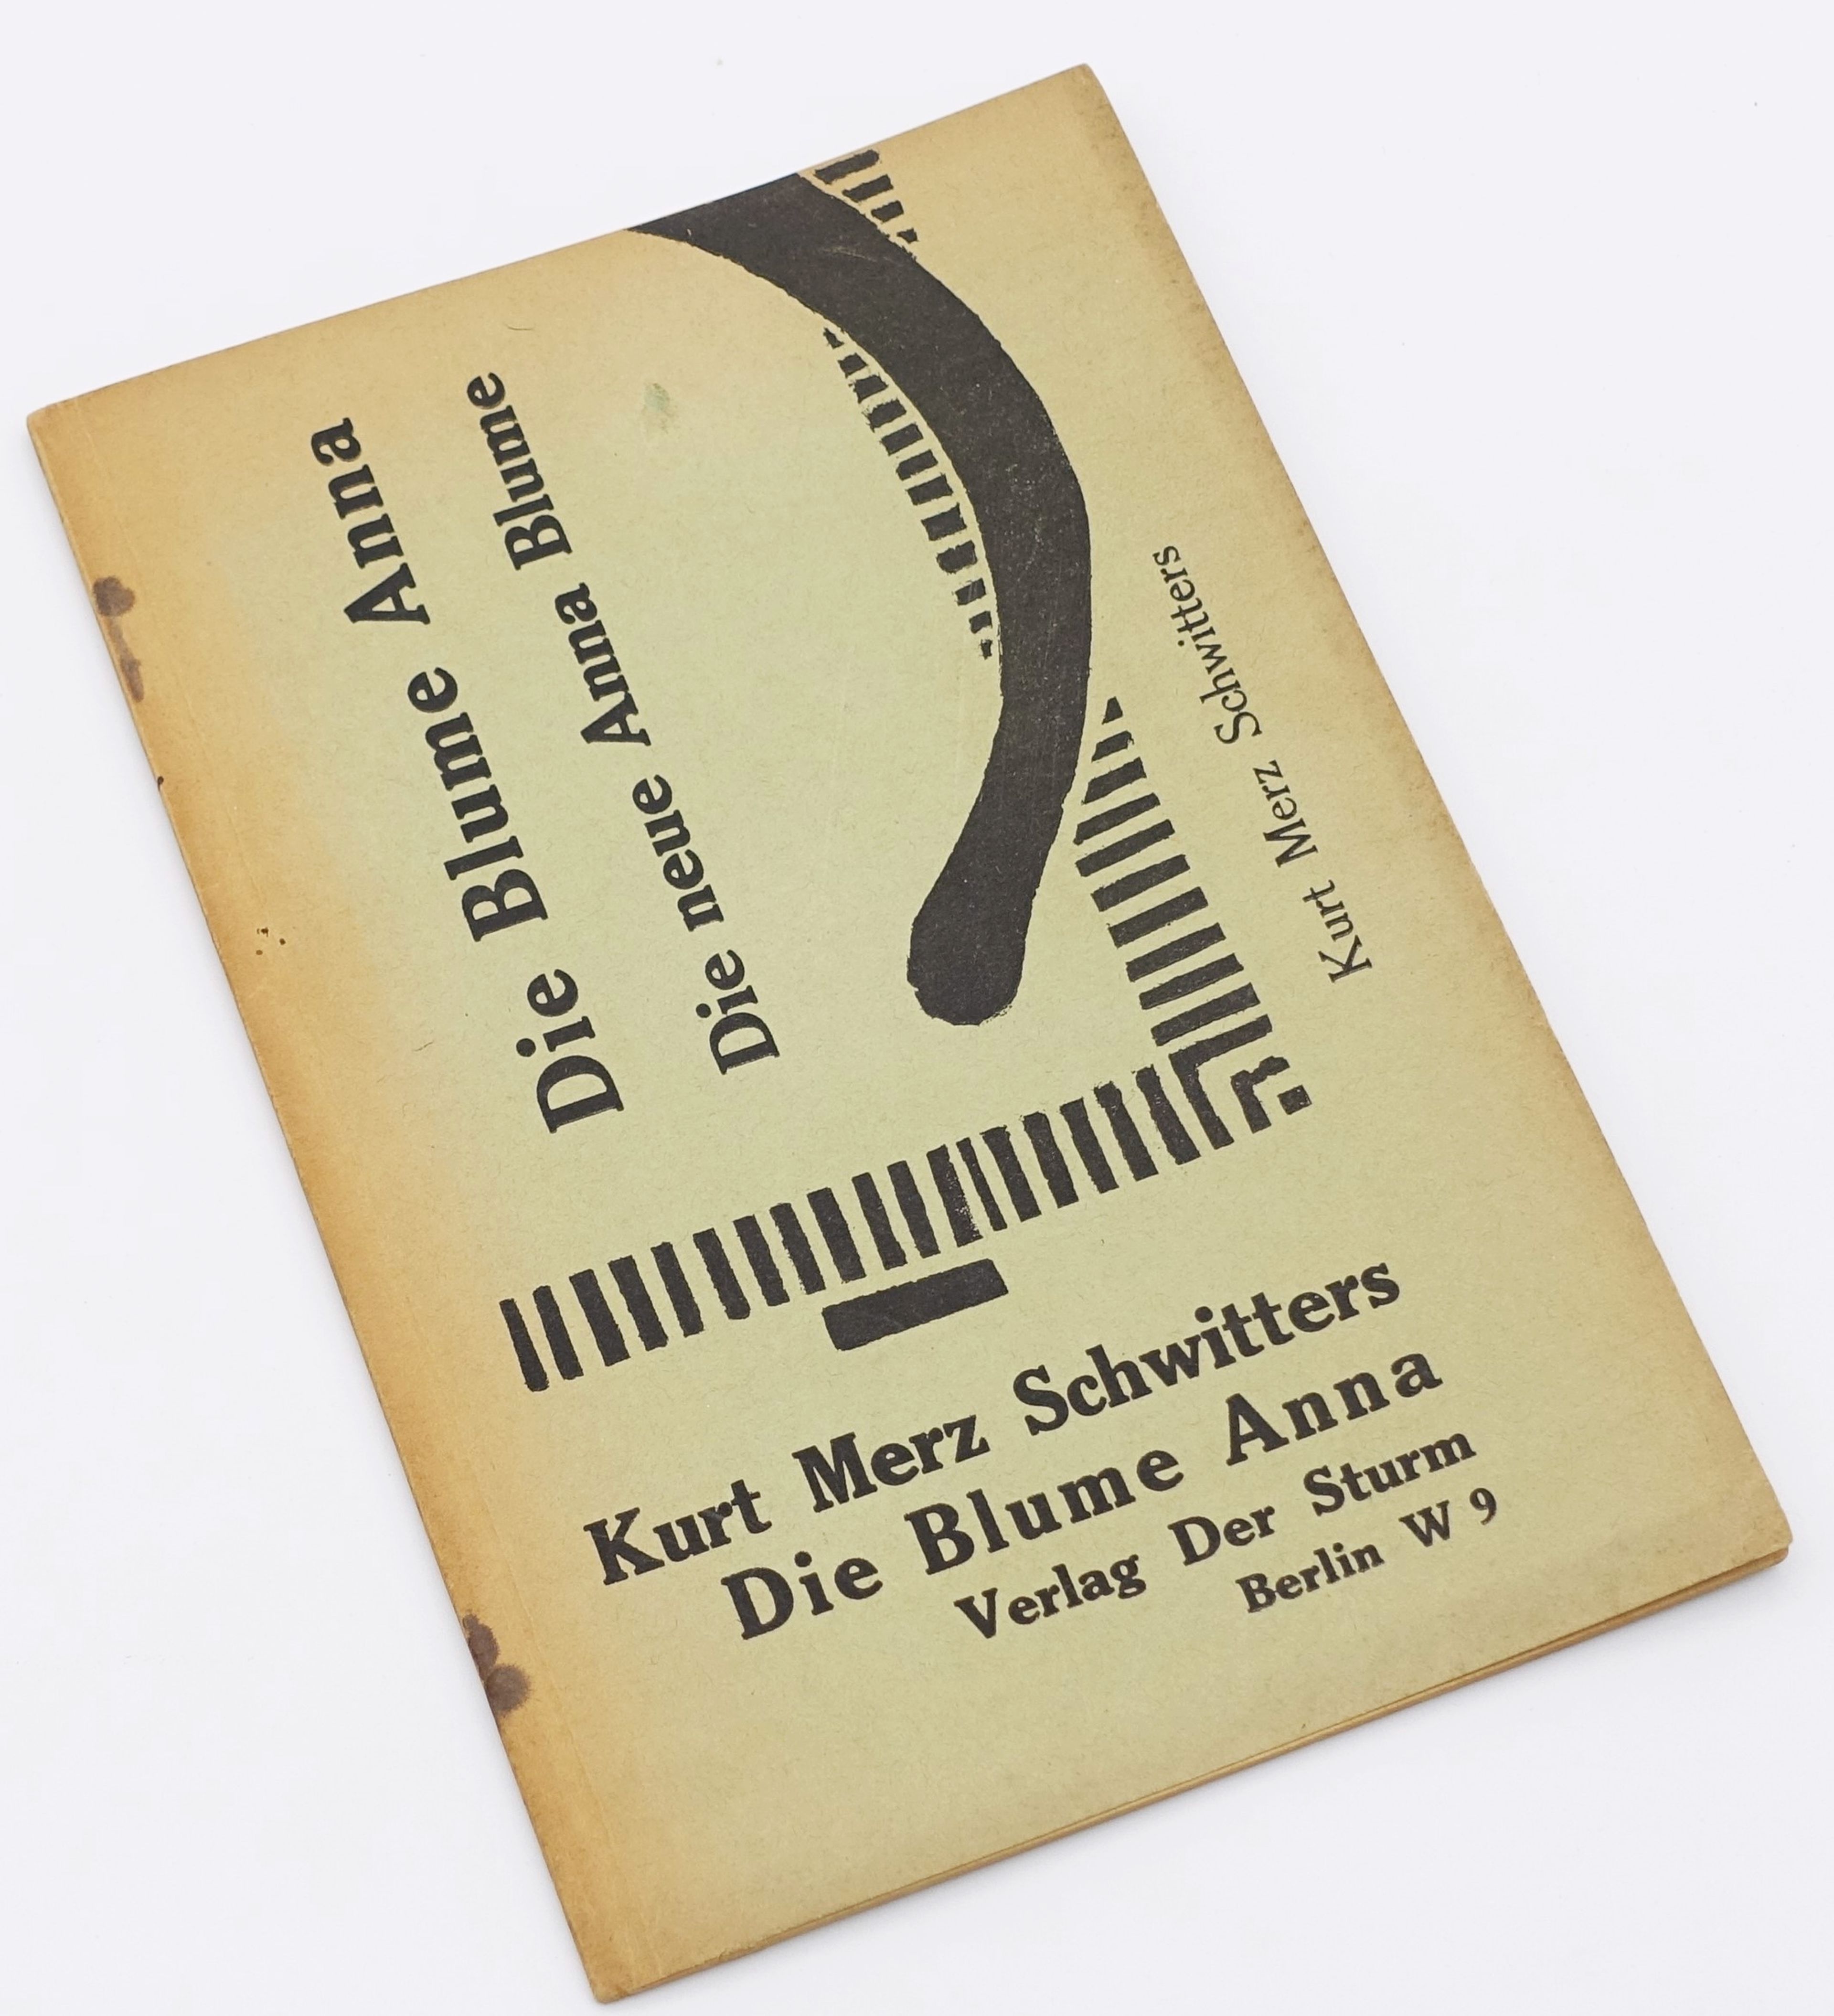 Die Blume Anna
Die neue Anna Blume
Kurt Merz Schwitters
Kurt Merz Schwitters
Die Blume Anna
Verlag Der Sturm
Berlin W 9